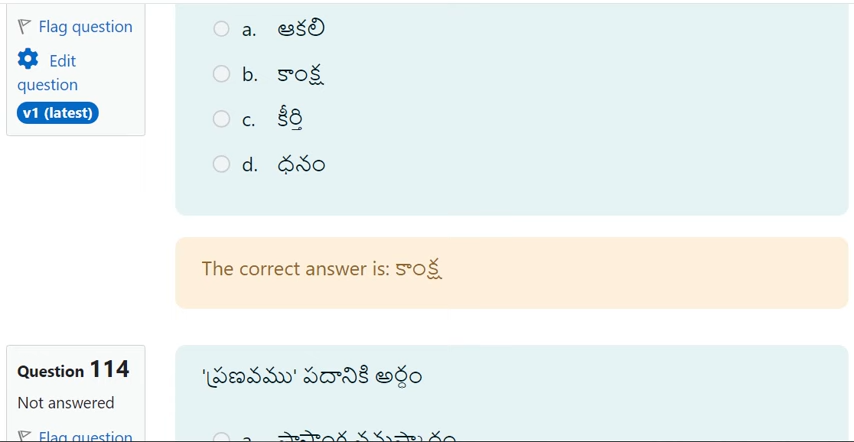 Flag question
Edit question
v1 (latest)
a. ఆకలి
b. కాంక్ష
c. కీర్తి
d. ధనం
The correct answer is: కాంక్ష
Question 114
Not answered
Flag question
'ప్రణవము' పదానికి అర్థం
a.